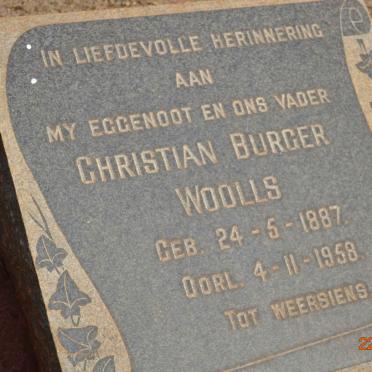 IN LIEFDEVOLLE HERINNERING
AAN
MY EGGENOOT EN ONS VADER
CHRISTIAN BURGER
WOOLLS
GEB. 24-5-1887.
OORL. 4-11-1958.
TOT WEERSIENS.